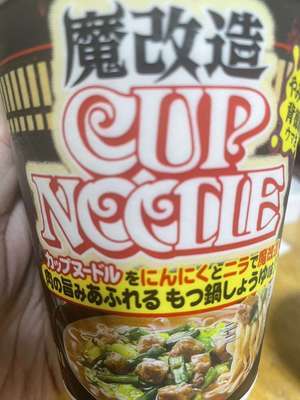 魔改造
CUP
NOODLE
カップヌードルをにんにくとニラで魔改造
肉の旨みあふれる もつ鍋しょうゆ味